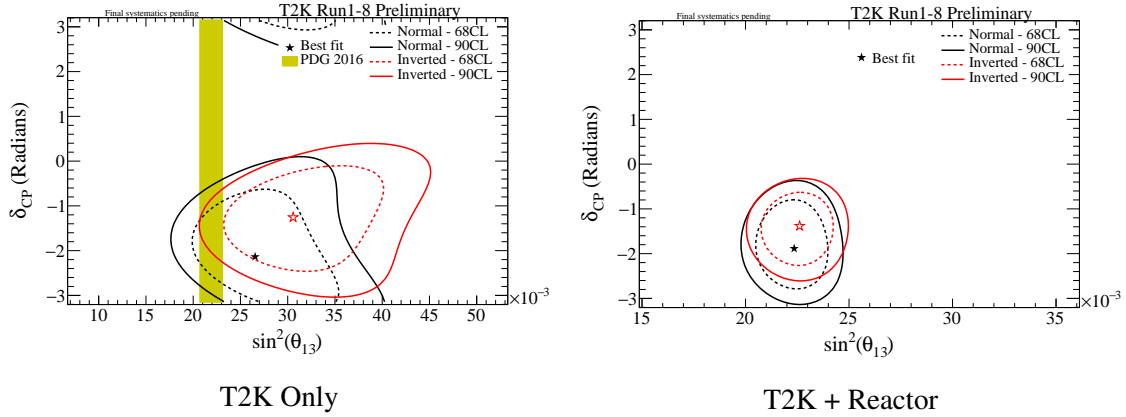 Final systematics pending
T2K Run1-8 Preliminary
Best fit
PDG 2016
Normal - 68CL
Normal - 90CL
Inverted - 68CL
Inverted - 90CL
3
2
1
0
−1
−2
−3
δCP (Radians)
10 15 20 25 30 35 40 45 50
×10−3
sin2(θ13)
T2K Only
Final systematics pending
T2K Run1-8 Preliminary
Best fit
Normal - 68CL
Normal - 90CL
Inverted - 68CL
Inverted - 90CL
3
2
1
0
−1
−2
−3
δCP (Radians)
15 20 25 30 35
×10−3
sin2(θ13)
T2K + Reactor